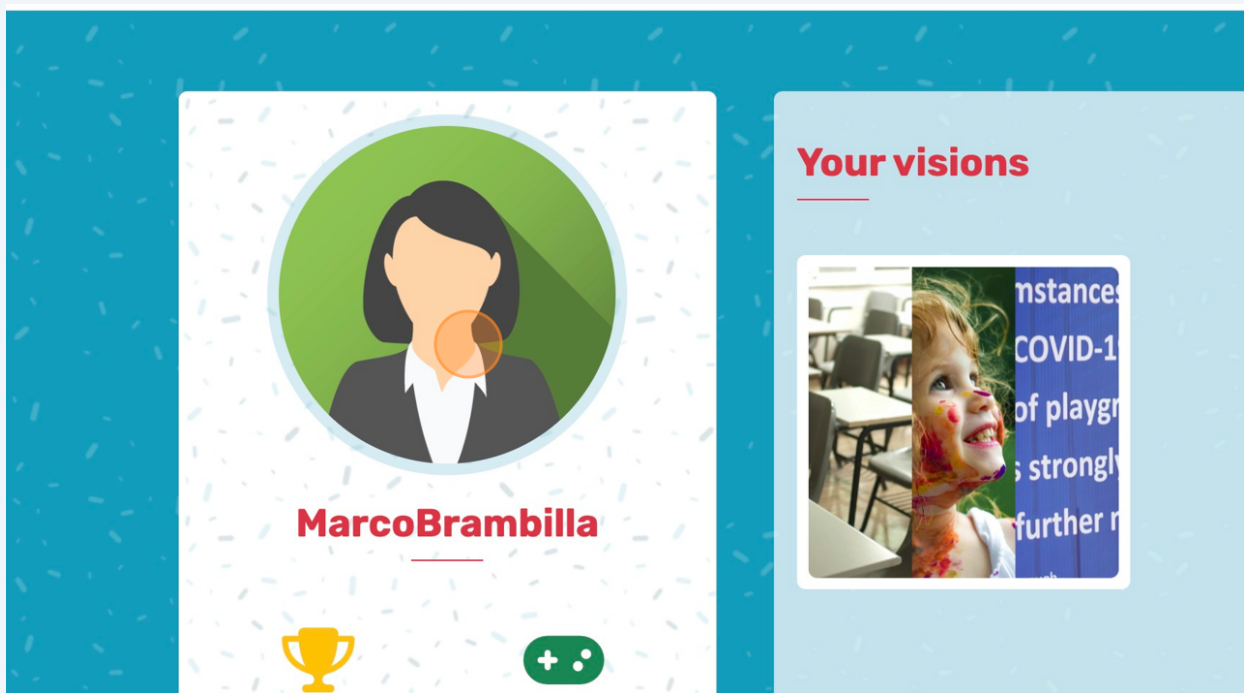 MarcoBrambilla
Your visions
mstances
COVID-1
of playgr
s strongly
further